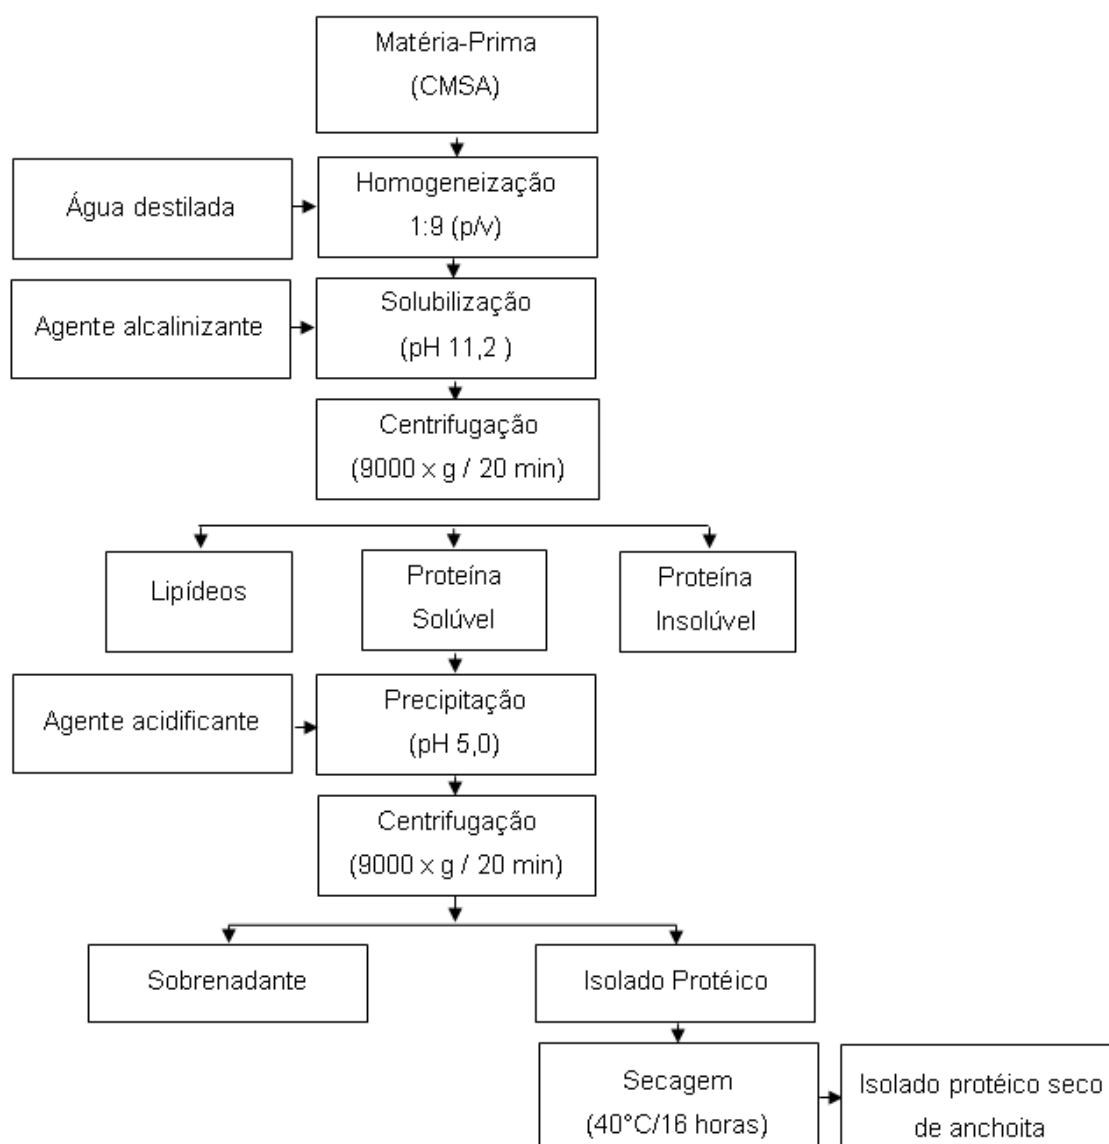 Matéria-Prima
(CMSA)
Água destilada
Homogeneização
1:9 (p/v)
Agente alcalinizante
Solubilização
(pH 11,2 )
Centrifugação
(9000 x g / 20 min)
Lipídeos
Proteína
Solúvel
Proteína
Insolúvel
Agente acidificante
Precipitação
(pH 5,0)
Centrifugação
(9000 x g / 20 min)
Sobrenadante
Isolado Protéico
Secagem
(40°C/16 horas)
Isolado protéico seco
de anchoita